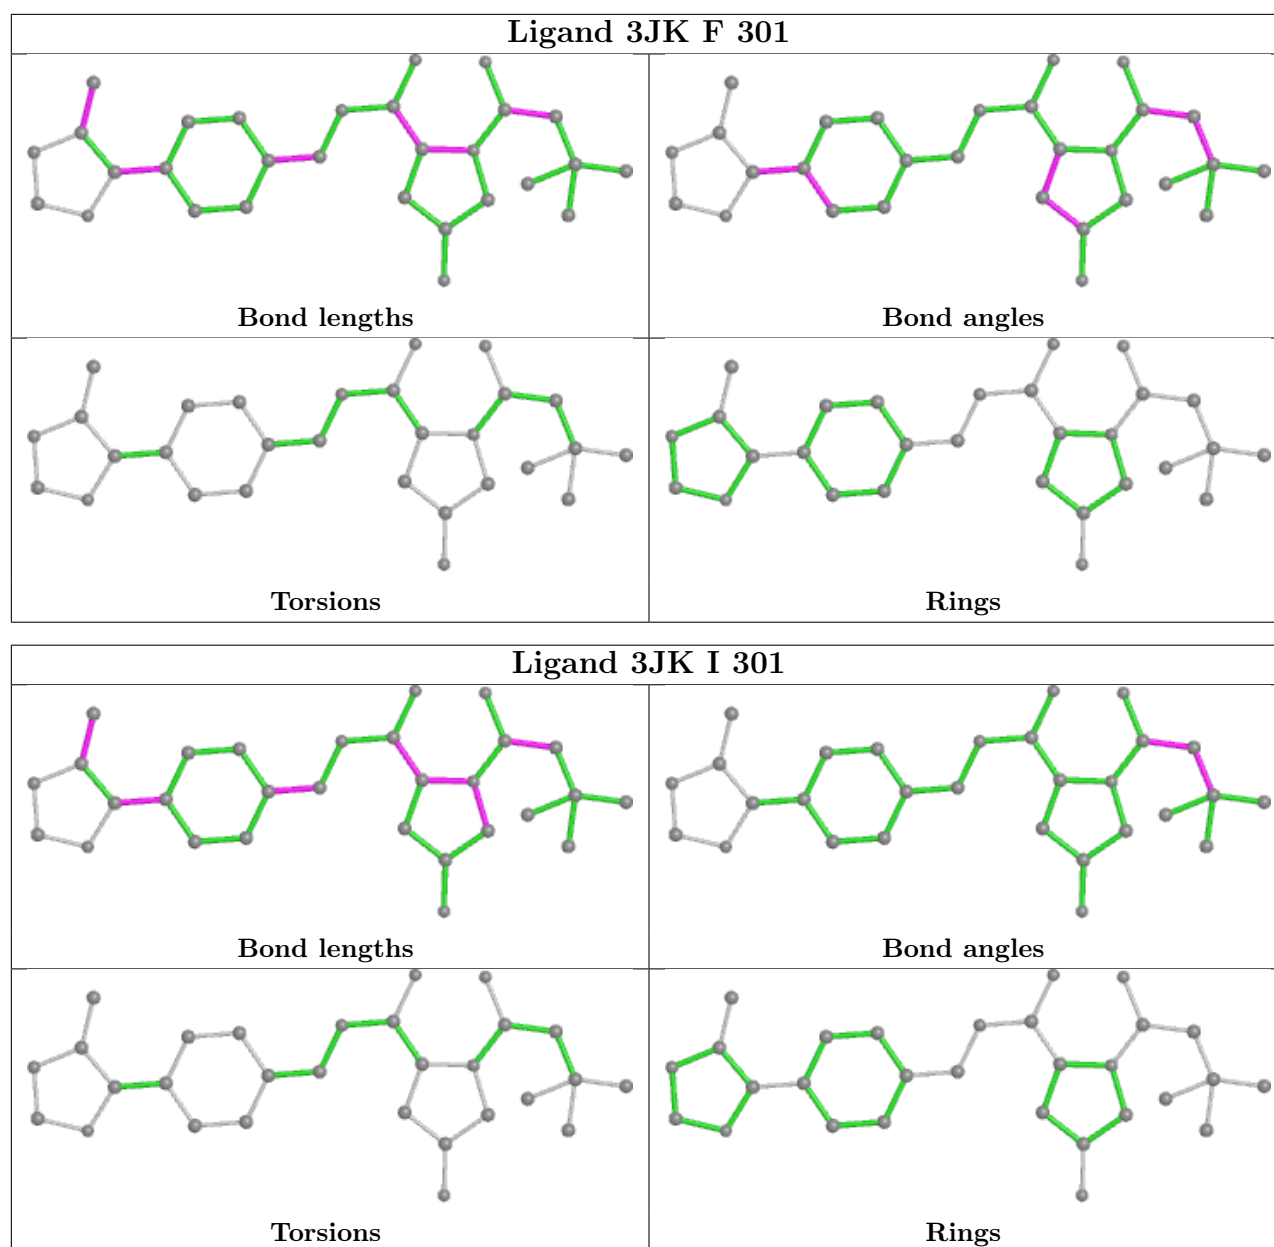 Ligand 3JK F 301
Bond lengths
Bond angles
Torsions
Rings
Ligand 3JK I 301
Bond lengths
Bond angles
Torsions
Rings